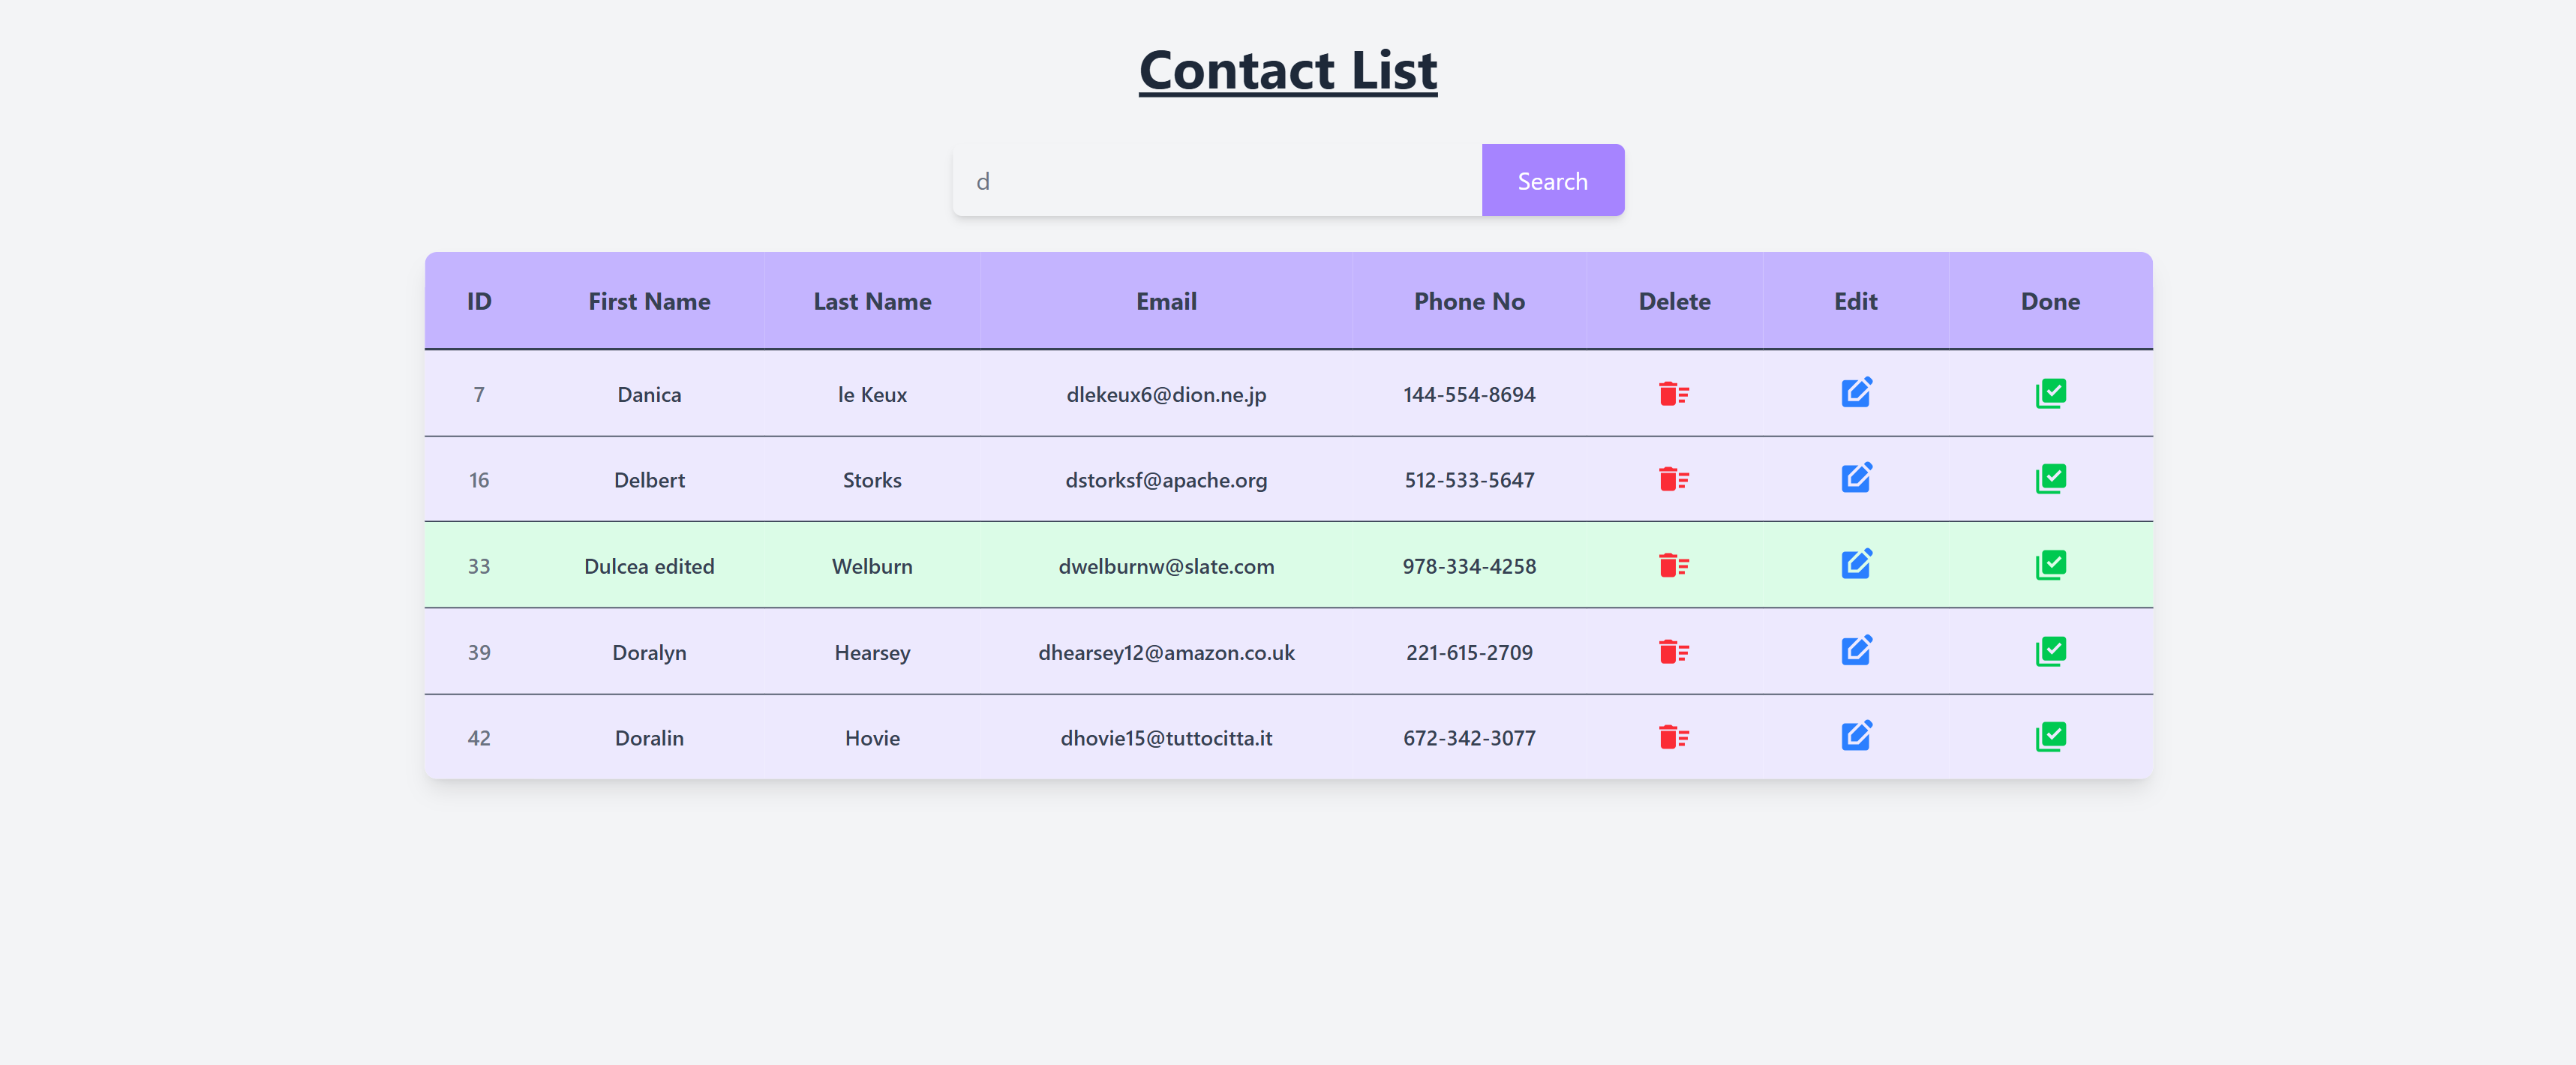 Contact List
d Search
ID First Name Last Name Email Phone No Delete Edit Done
7 Danica le Keux dlekeux6@dion.ne.jp 144-554-8694
16 Delbert Storks dstorksf@apache.org 512-533-5647
33 Dulcea edited Welburn dwelburnw@slate.com 978-334-4258
39 Doralyn Hearsey dhearsey12@amazon.co.uk 221-615-2709
42 Doralin Hovie dhovie15@tuttocitta.it 672-342-3077